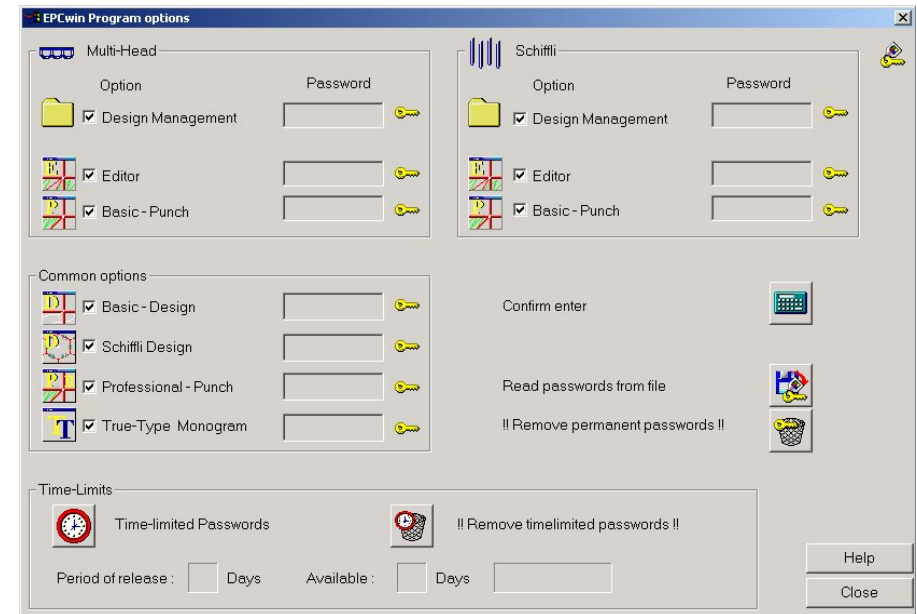 EPCwin Program options
Multi-Head
Option Password
Design Management
Editor
Basic - Punch
Schiffli
Option Password
Design Management
Editor
Basic - Punch
Common options
Basic - Design
Schiffli Design
Professional - Punch
True-Type Monogram
Confirm enter
Read passwords from file
!! Remove permanent passwords !!
Time-Limits
Time-limited Passwords
!! Remove timelimited passwords !!
Period of release : Days Available : Days
Help
Close